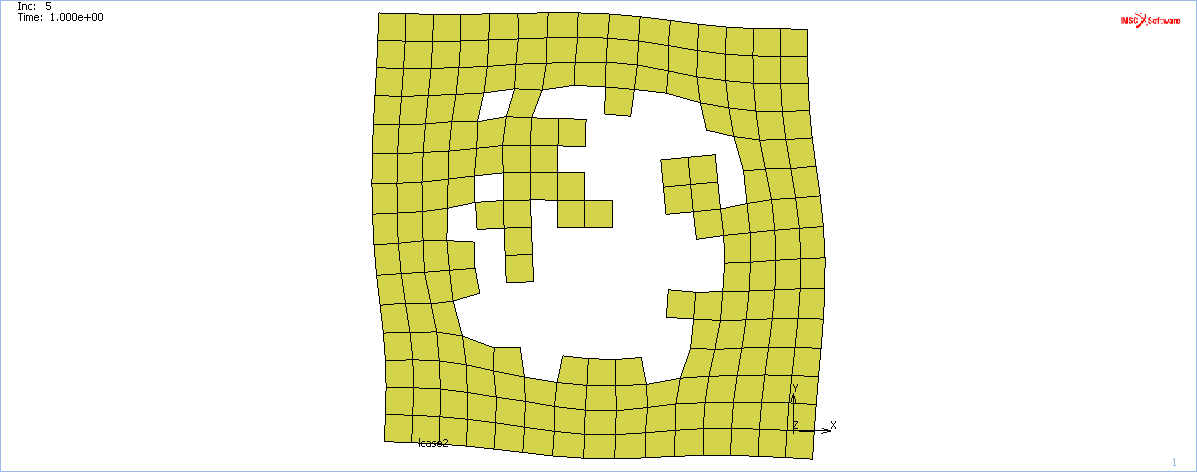 Inc: 5
Time: 1.000e+00
MSC Software
Y
Z
X
lcase2
1